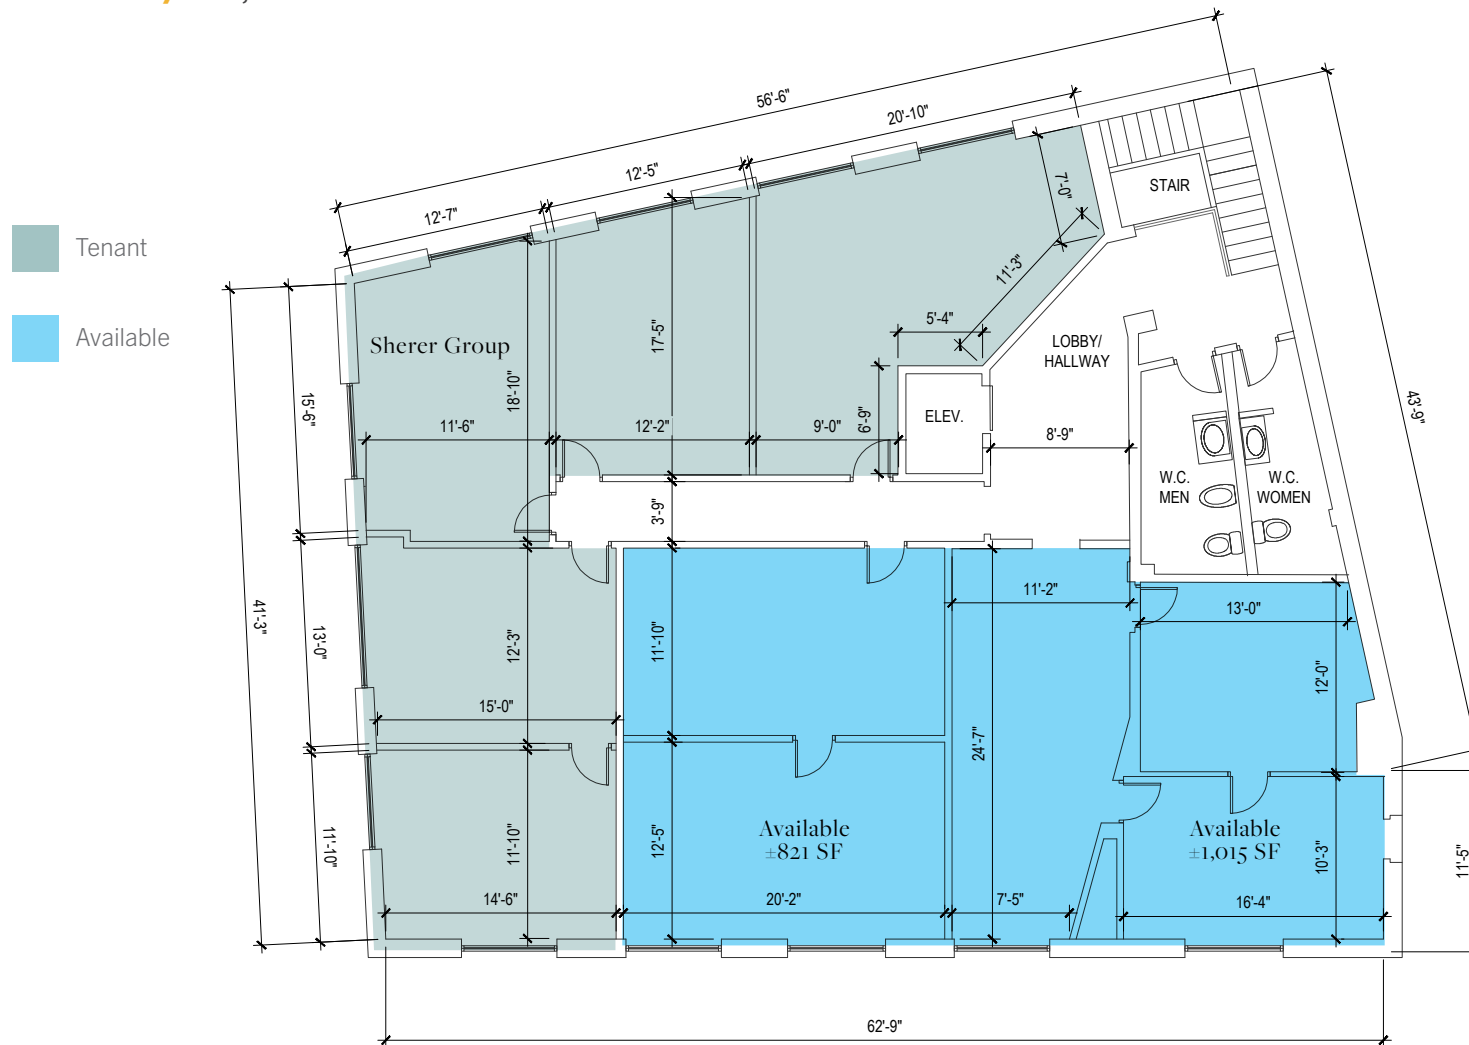 56'-6"
20'-10"
12'-5"
12'-7"
7'-0"
STAIR
Tenant
11'-3"
5'-4"
Available
Sherer Group
17'-5"
LOBBY/
HALLWAY
18'-10"
15'-6"
6'-9"
ELEV.
43'-9"
11'-6"
12'-2"
9'-0"
8'-9"
W.C.
MEN
W.C.
WOMEN
3'-9"
11'-2"
13'-0"
41'-3"
13'-0"
12'-3"
11'-10"
12'-0"
15'-0"
24'-7"
11'-10"
11'-10"
12'-5"
Available
±821 SF
Available
±1,015 SF
10'-3"
11'-5"
14'-6"
20'-2"
7'-5"
16'-4"
62'-9"